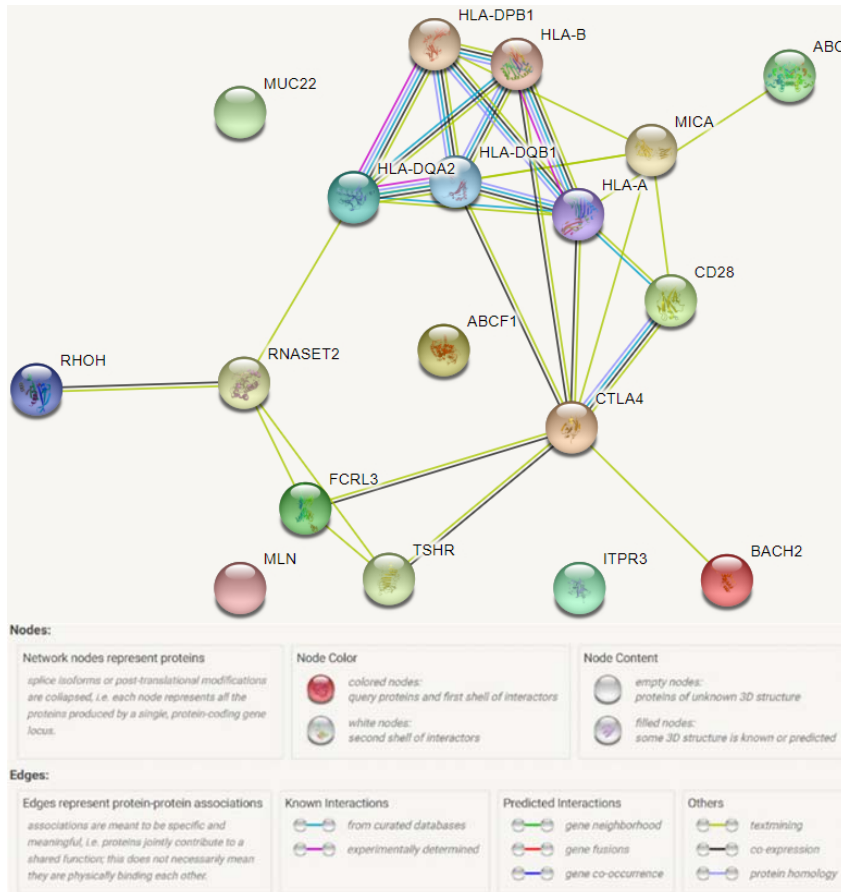 HLA-DPB1
HLA-B
ABO
MUC22
MICA
HLA-DQB1
HLA-DQA2
HLA-A
CD28
ABCF1
RNASET2
RHOH
CTLA4
FCRL3
MLN
TSHR
ITPR3
BACH2
Nodes:
Network nodes represent proteins
splice isoforms or post-translational modifications
are collapsed, i.e. each node represents all the
proteins produced by a single, protein-coding gene
locus.
Node Color
colored nodes:
query proteins and first shell of interactors
white nodes:
second shell of interactors
Node Content
empty nodes:
proteins of unknown 3D structure
filled nodes:
some 3D structure is known or predicted
Edges:
Edges represent protein-protein associations
associations are meant to be specific and
meaningful, i.e. proteins jointly contribute to a
shared function; this does not necessarily mean
they are physically binding each other.
Known Interactions
from curated databases
experimentally determined
Predicted Interactions
gene neighborhood
gene fusions
gene co-occurrence
Others
textmining
co-expression
protein homology